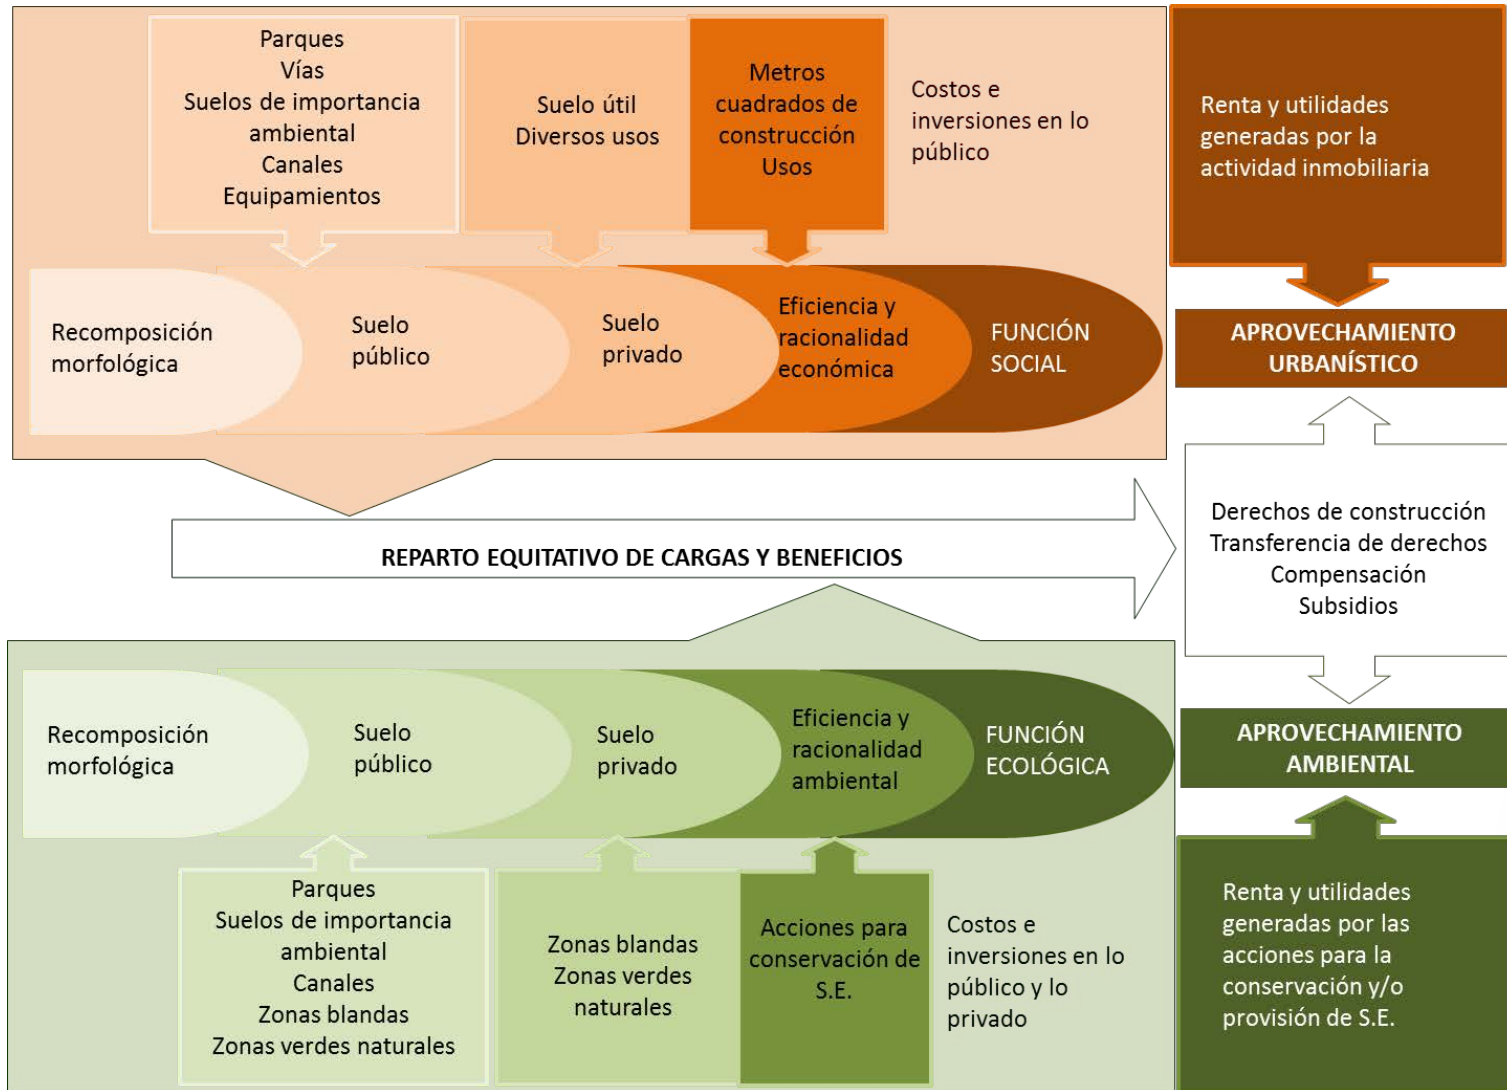 Parques
Vías
Suelos de importancia
ambiental
Canales
Equipamientos
Suelo útil
Diversos usos
Metros
cuadrados de
construcción
Usos
Costos e
inversiones en lo
público
Renta y utilidades
generadas por la
actividad inmobiliaria
Recomposición
morfológica
Suelo
público
Suelo
privado
Eficiencia y
racionalidad
económica
FUNCIÓN
SOCIAL
APROVECHAMIENTO
URBANÍSTICO
REPARTO EQUITATIVO DE CARGAS Y BENEFICIOS
Derechos de construcción
Transferencia de derechos
Compensación
Subsidios
Recomposición
morfológica
Suelo
público
Suelo
privado
Eficiencia y
racionalidad
ambiental
FUNCIÓN
ECOLÓGICA
APROVECHAMIENTO
AMBIENTAL
Parques
Suelos de importancia
ambiental
Canales
Zonas blandas
Zonas verdes naturales
Zonas blandas
Zonas verdes
naturales
Acciones para
conservación de
S.E.
Costos e
inversiones en lo
público y lo
privado
Renta y utilidades
generadas por las
acciones para la
conservación y/o
provisión de S.E.